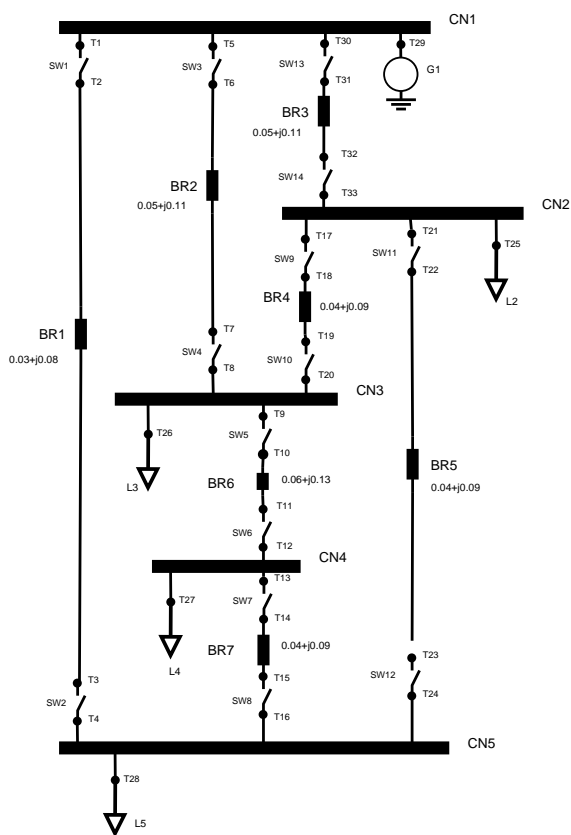 CN1
T1
T5
T30
T29
SW1
SW3
SW13
G1
T2
T6
T31
BR3
0.05+j0.11
T32
BR2
SW14
0.05+j0.11
T33
CN2
T17
T21
T25
SW9
SW11
T18
T22
BR4
L2
0.04+j0.09
BR1
T7
T19
0.03+j0.08
SW4
SW10
T8
T20
CN3
T9
T26
SW5
T10
BR5
L3
BR6
0.06+j0.13
0.04+j0.09
T11
SW6
T12
CN4
T13
T27
SW7
T14
BR7
0.04+j0.09
L4
T23
T3
T15
SW12
SW2
SW8
T24
T4
T16
CN5
T28
L5